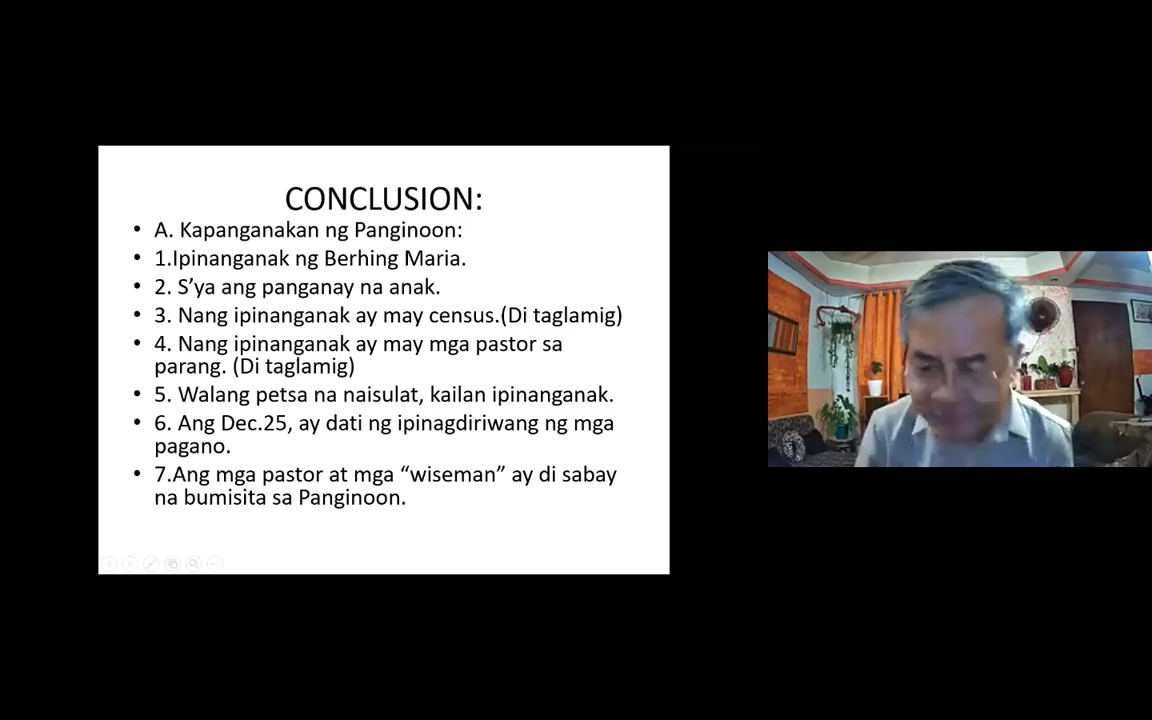 CONCLUSION:
• A. Kapanganakan ng Panginoon:
• 1.Ipinanganak ng Berhing Maria.
• 2. S’ya ang panganay na anak.
• 3. Nang ipinanganak ay may census.(Di taglamig)
• 4. Nang ipinanganak ay may mga pastor sa
parang. (Di taglamig)
• 5. Walang petsa na naisulat, kailan ipinanganak.
• 6. Ang Dec.25, ay dati ng ipinagdiriwang ng mga
pagano.
• 7.Ang mga pastor at mga “wiseman” ay di sabay
na bumisita sa Panginoon.